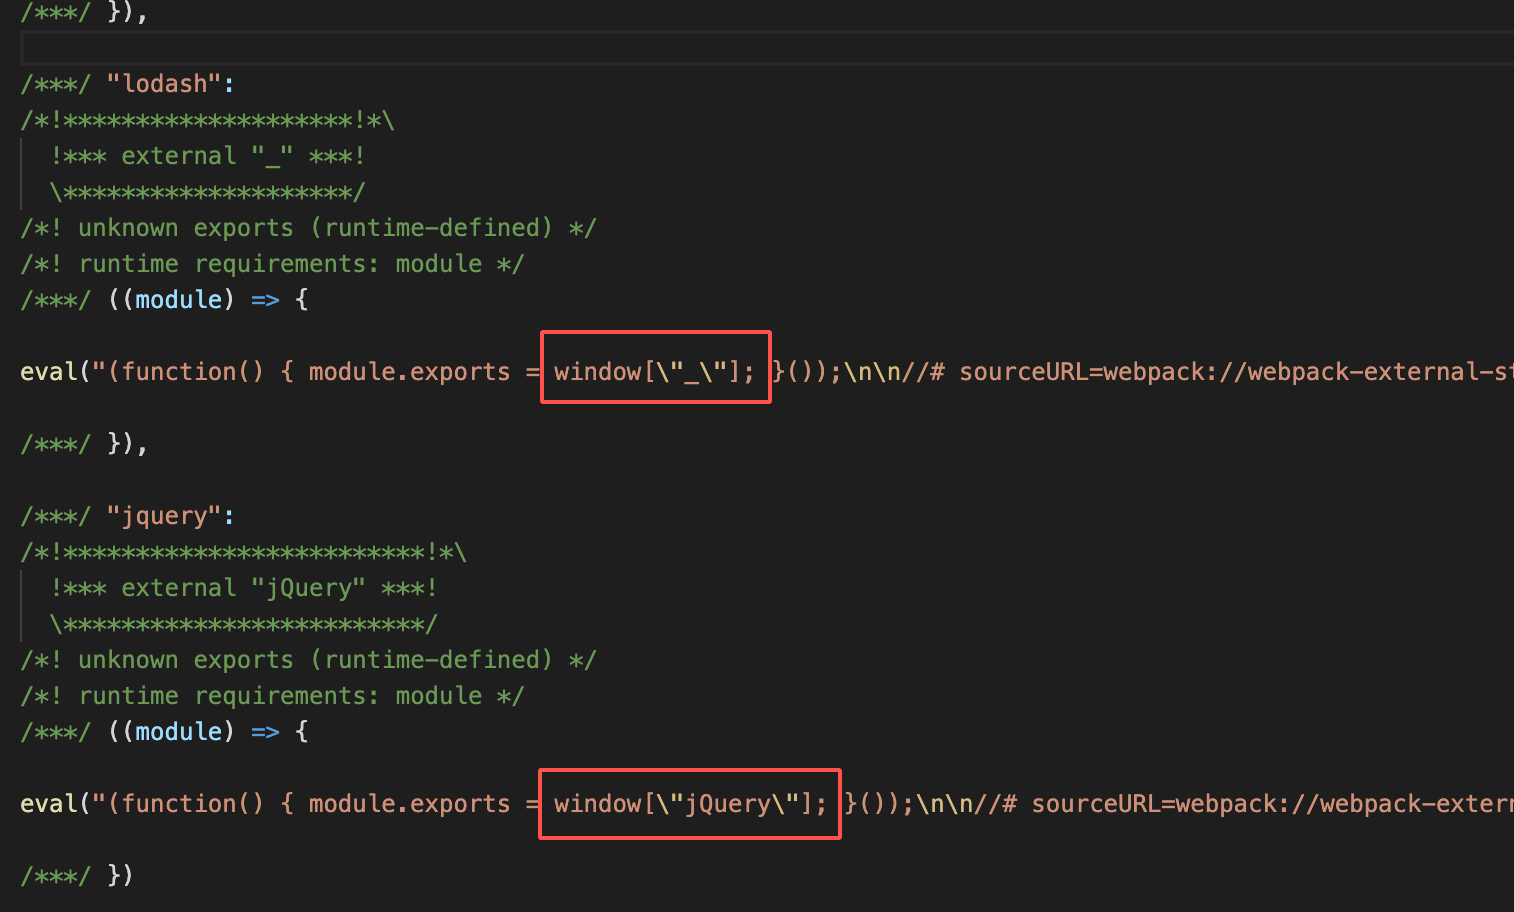 /***/ }),
/***/ "lodash":
/*!********************!*\
  !*** external "_" ***!
  \********************/
/*! unknown exports (runtime-defined) */
/*! runtime requirements: module */
/***/ ((module) => {
eval("(function() { module.exports = window[\"_\"]; }());\n\n//# sourceURL=webpack://webpack-external-st
/***/ }),
/***/ "jquery":
/*!*************************!*\
  !*** external "jQuery" ***!
  \*************************/
/*! unknown exports (runtime-defined) */
/*! runtime requirements: module */
/***/ ((module) => {
eval("(function() { module.exports = window[\"jQuery\"]; }());\n\n//# sourceURL=webpack://webpack-extern
/***/ })